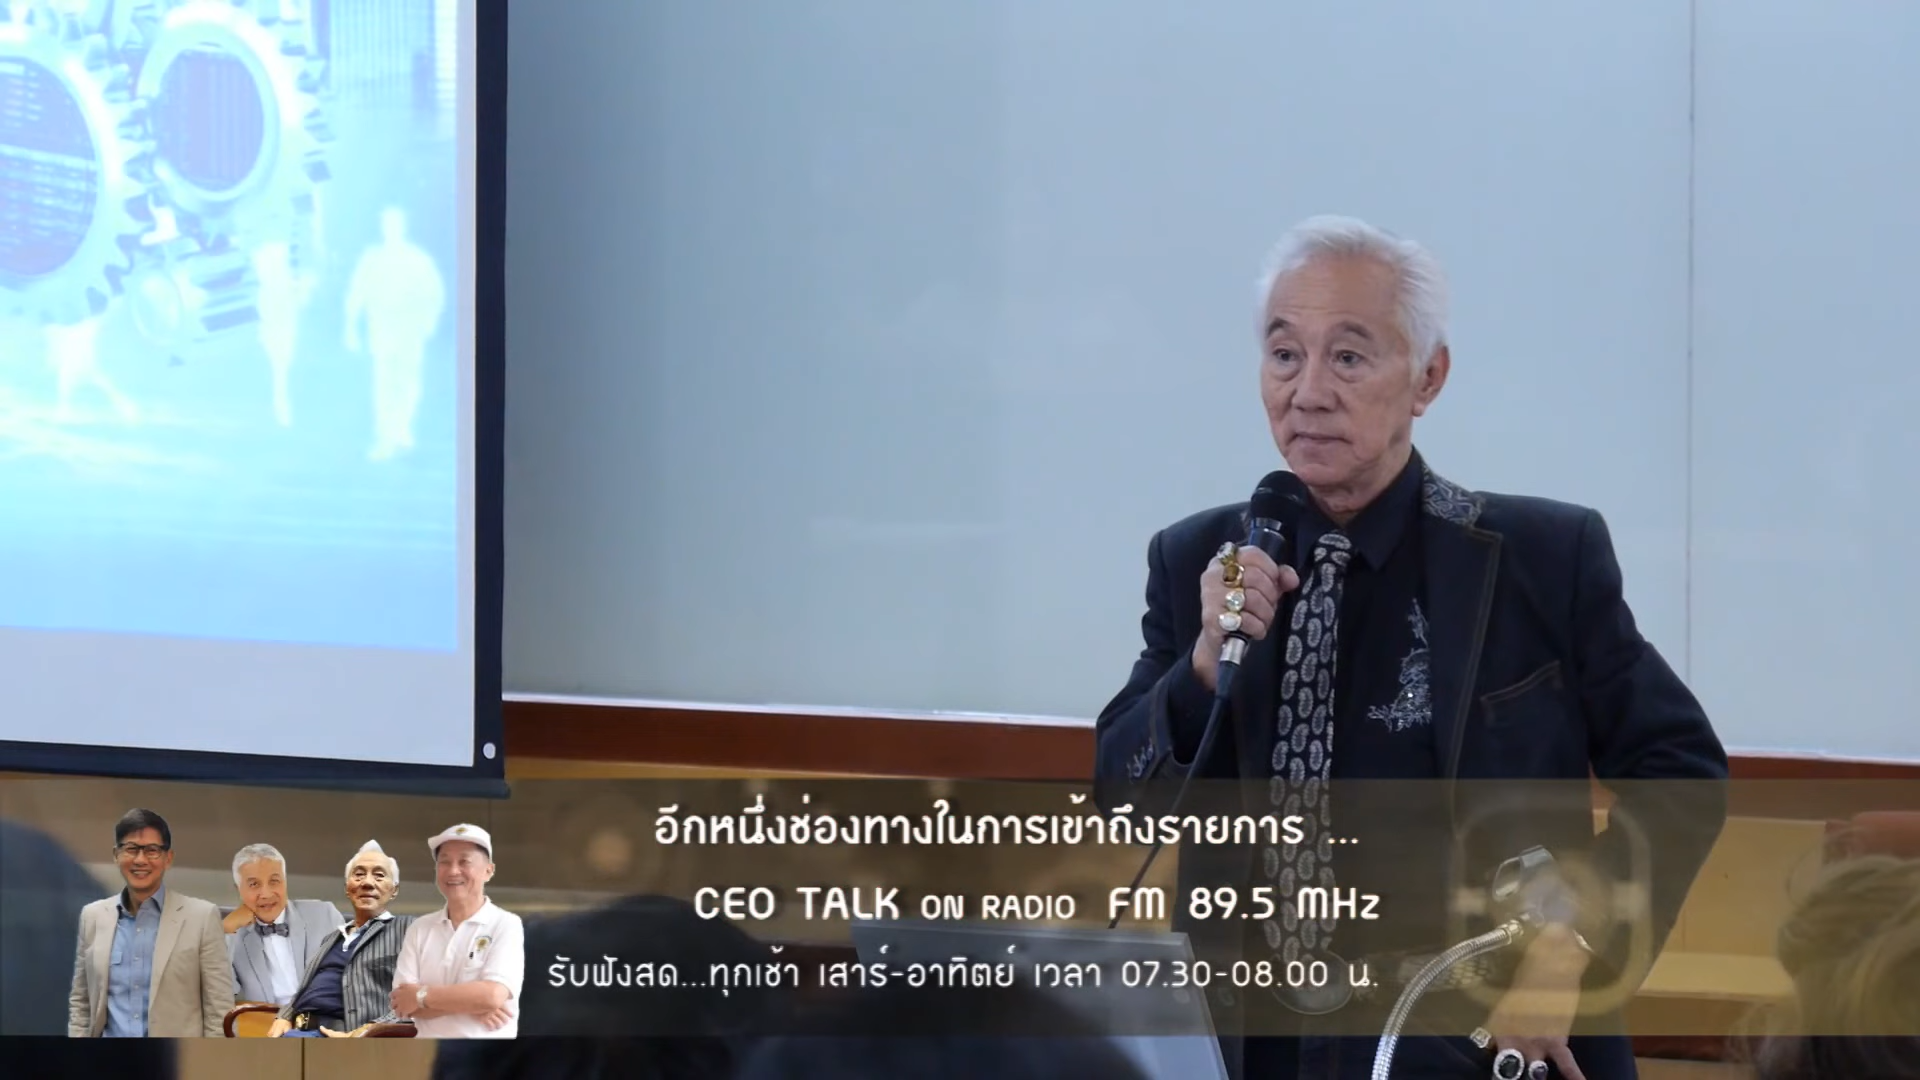 อีกหนึ่งช่องทางในการเข้าถึงรายการ ...
CEO TALK ON RADIO FM 89.5 MHz
รับฟังสด...ทุกเช้า เสาร์-อาทิตย์ เวลา 07.30-08.00 น.